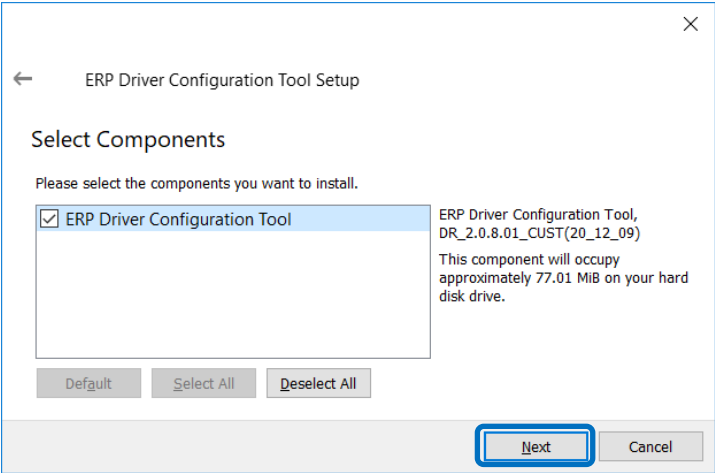 ERP Driver Configuration Tool Setup
Select Components
Please select the components you want to install.
ERP Driver Configuration Tool
ERP Driver Configuration Tool,
DR_2.0.8.01_CUST(20_12_09)
This component will occupy
approximately 77.01 MiB on your hard
disk drive.
Default
Select All
Deselect All
Next
Cancel